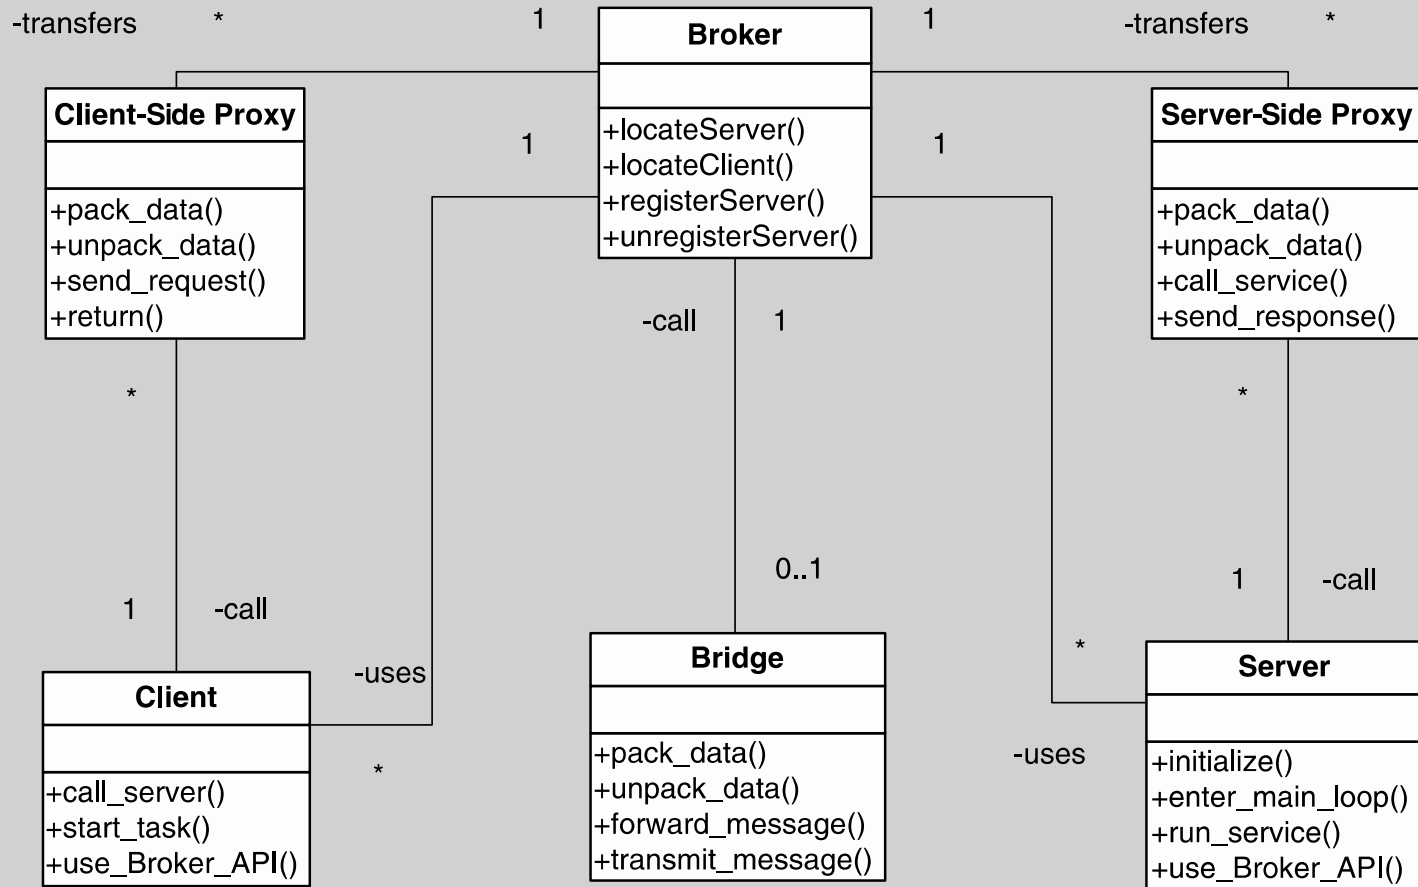 -transfers * 1 Broker 1 -transfers *
Client-Side Proxy
+pack_data()
+unpack_data()
+send_request()
+return()
1
+locateServer()
+locateClient()
+registerServer()
+unregisterServer()
1
Server-Side Proxy
+pack_data()
+unpack_data()
+call_service()
+send_response()
-call 1
*
*
0..1
1 -call
1 -call
-uses
*
Client
+call_server()
+start_task()
+use_Broker_API()
Bridge
+pack_data()
+unpack_data()
+forward_message()
+transmit_message()
*
-uses
Server
+initialize()
+enter_main_loop()
+run_service()
+use_Broker_API()